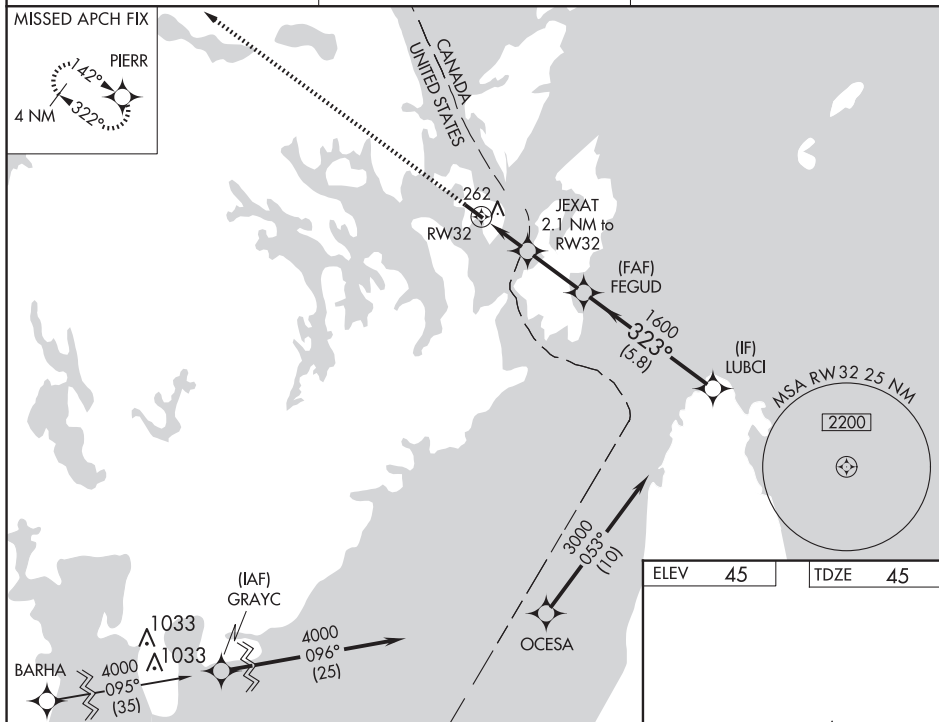 MISSED APCH FIX
PIERR
142°
322°
4 NM
CANADA
UNITED STATES
262
RW32
JEXAT
2.1 NM to
RW32
(FAF)
FEGUD
1600
323°
(5.8)
(IF)
LUBCI
MSA RW32 25 NM
2200
3000
053°
(10)
OCESA
(IAF)
GRAYC
1033
1033
4000
096°
(25)
BARHA
4000
095°
(35)
ELEV 45
TDZE 45